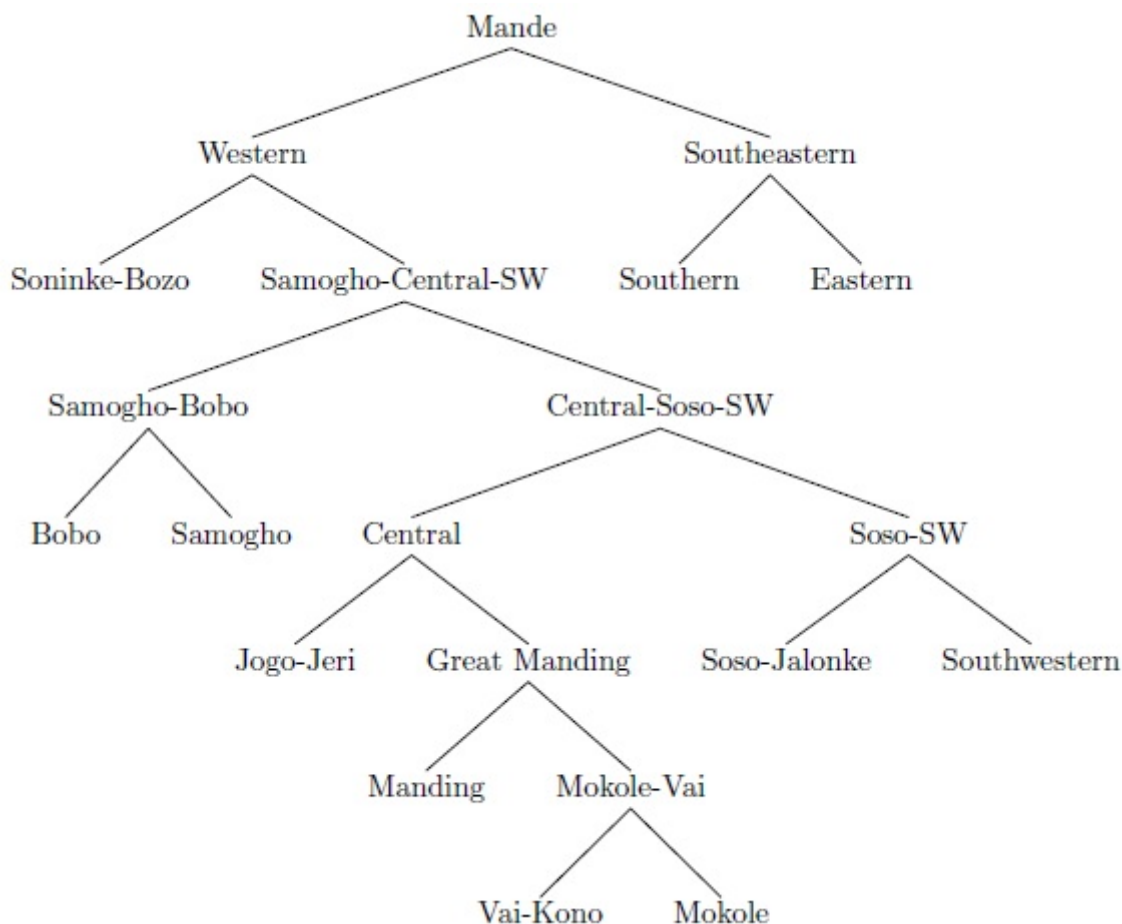 Mande
Western Southeastern
Soninke-Bozo Samogho-Central-SW Southern Eastern
Samogho-Bobo Central-Soso-SW
Bobo Samogho Central Soso-SW
Jogo-Jeri Great Manding Soso-Jalonke Southwestern
Manding Mokole-Vai
Vai-Kono Mokole